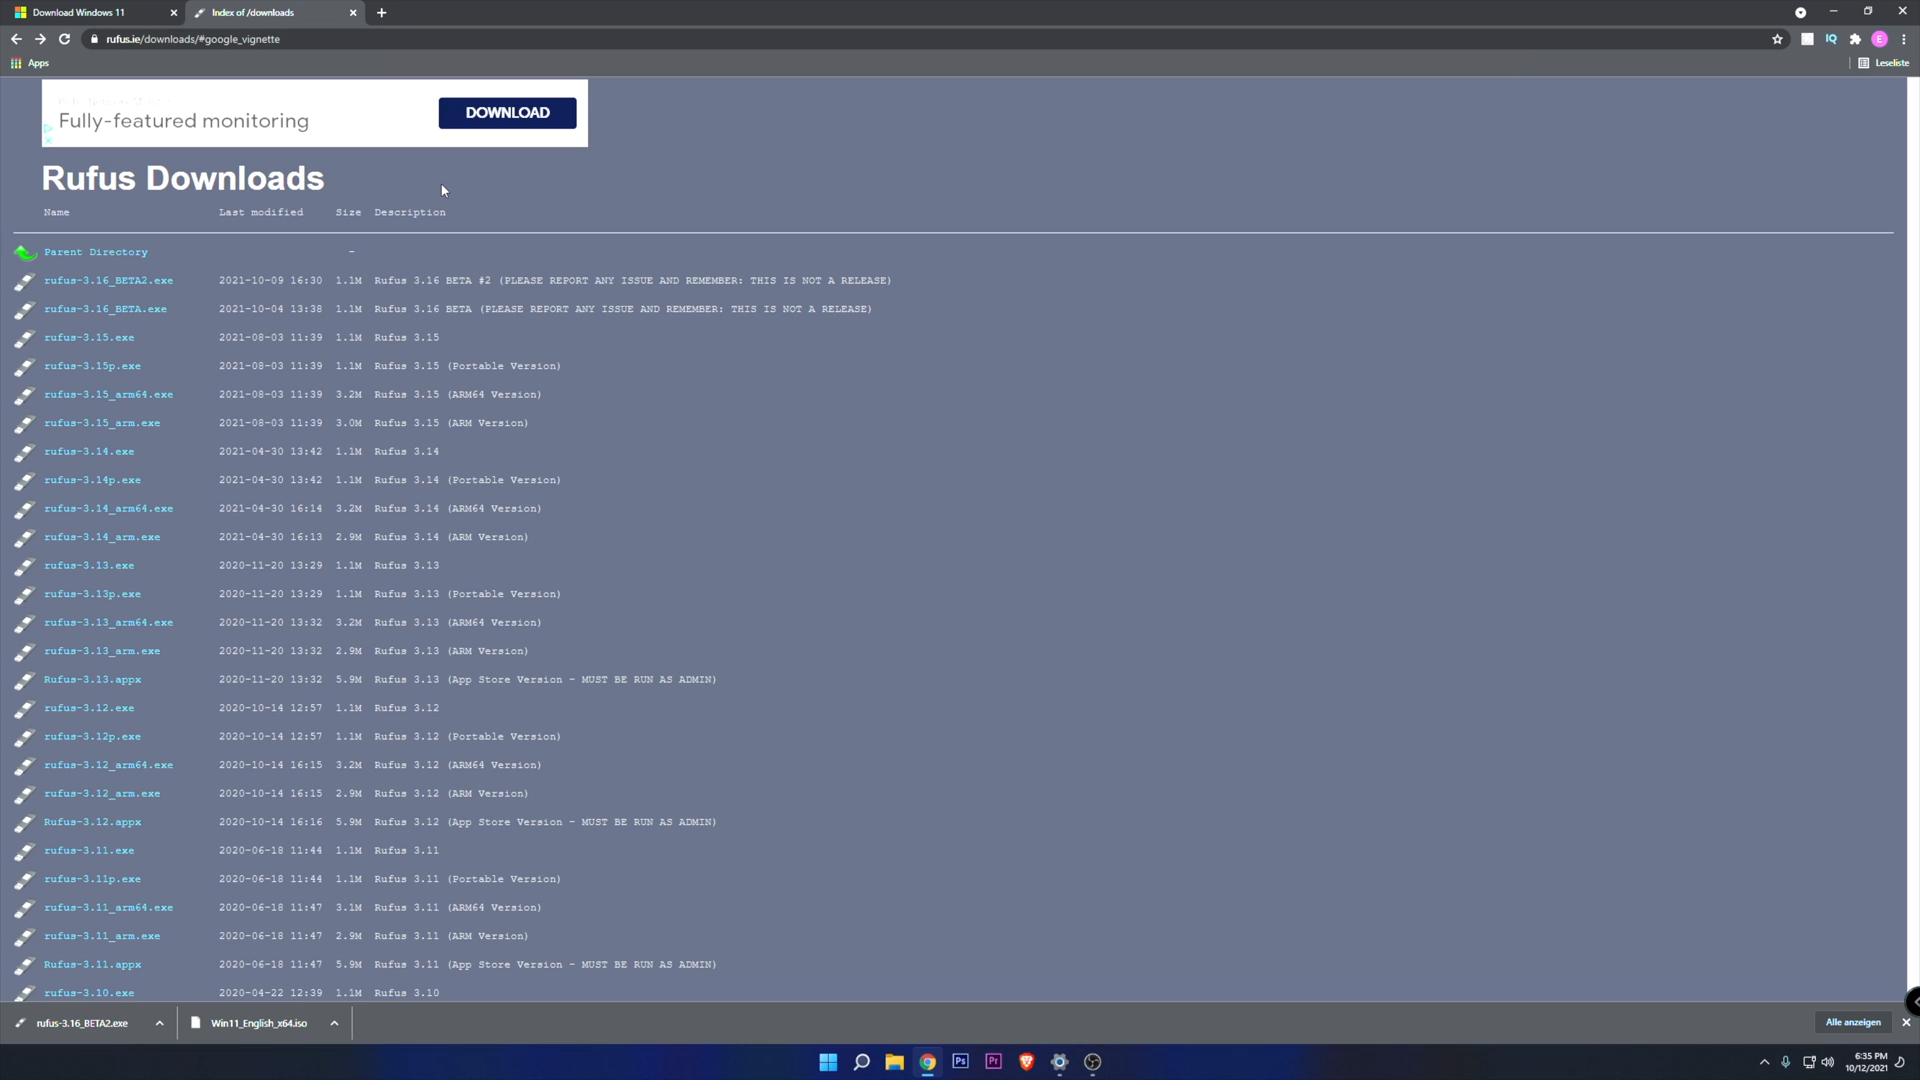 Download Windows 11
Index of /downloads
rufus.ie/downloads/#google_vignette
IQ
E
Apps
Leseliste
Fully-featured monitoring
DOWNLOAD
Rufus Downloads
Name Last modified Size Description
Parent Directory -
rufus-3.16_BETA2.exe 2021-10-09 16:30 1.1M Rufus 3.16 BETA #2 (PLEASE REPORT ANY ISSUE AND REMEMBER: THIS IS NOT A RELEASE)
rufus-3.16_BETA.exe 2021-10-04 13:38 1.1M Rufus 3.16 BETA (PLEASE REPORT ANY ISSUE AND REMEMBER: THIS IS NOT A RELEASE)
rufus-3.15.exe 2021-08-03 11:39 1.1M Rufus 3.15
rufus-3.15p.exe 2021-08-03 11:39 1.1M Rufus 3.15 (Portable Version)
rufus-3.15_arm64.exe 2021-08-03 11:39 3.2M Rufus 3.15 (ARM64 Version)
rufus-3.15_arm.exe 2021-08-03 11:39 3.0M Rufus 3.15 (ARM Version)
rufus-3.14.exe 2021-04-30 13:42 1.1M Rufus 3.14
rufus-3.14p.exe 2021-04-30 13:42 1.1M Rufus 3.14 (Portable Version)
rufus-3.14_arm64.exe 2021-04-30 16:14 3.2M Rufus 3.14 (ARM64 Version)
rufus-3.14_arm.exe 2021-04-30 16:13 2.9M Rufus 3.14 (ARM Version)
rufus-3.13.exe 2020-11-20 13:29 1.1M Rufus 3.13
rufus-3.13p.exe 2020-11-20 13:29 1.1M Rufus 3.13 (Portable Version)
rufus-3.13_arm64.exe 2020-11-20 13:32 3.2M Rufus 3.13 (ARM64 Version)
rufus-3.13_arm.exe 2020-11-20 13:32 2.9M Rufus 3.13 (ARM Version)
Rufus-3.13.appx 2020-11-20 13:32 5.9M Rufus 3.13 (App Store Version - MUST BE RUN AS ADMIN)
rufus-3.12.exe 2020-10-14 12:57 1.1M Rufus 3.12
rufus-3.12p.exe 2020-10-14 12:57 1.1M Rufus 3.12 (Portable Version)
rufus-3.12_arm64.exe 2020-10-14 16:15 3.2M Rufus 3.12 (ARM64 Version)
rufus-3.12_arm.exe 2020-10-14 16:15 2.9M Rufus 3.12 (ARM Version)
Rufus-3.12.appx 2020-10-14 16:16 5.9M Rufus 3.12 (App Store Version - MUST BE RUN AS ADMIN)
rufus-3.11.exe 2020-06-18 11:44 1.1M Rufus 3.11
rufus-3.11p.exe 2020-06-18 11:44 1.1M Rufus 3.11 (Portable Version)
rufus-3.11_arm64.exe 2020-06-18 11:47 3.1M Rufus 3.11 (ARM64 Version)
rufus-3.11_arm.exe 2020-06-18 11:47 2.9M Rufus 3.11 (ARM Version)
Rufus-3.11.appx 2020-06-18 11:47 5.9M Rufus 3.11 (App Store Version - MUST BE RUN AS ADMIN)
rufus-3.10.exe 2020-04-22 12:39 1.1M Rufus 3.10
rufus-3.16_BETA2.exe
Win11_English_x64.iso
Alle anzeigen
Ps
Pr
6:35 PM
10/12/2021